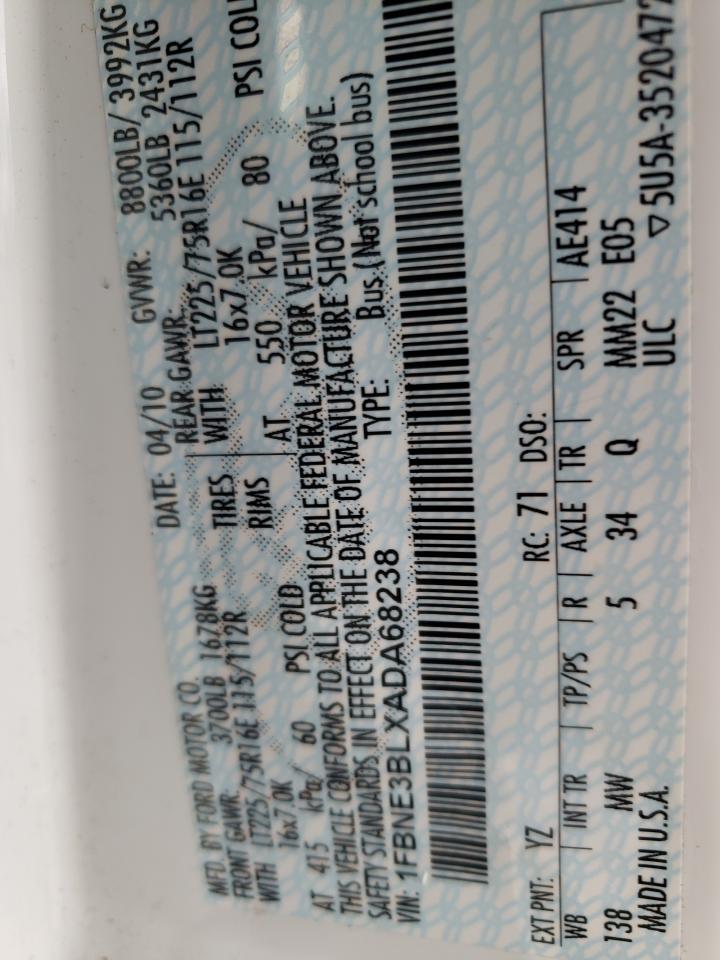 MFD. BY FORD MOTOR CO.
DATE: 04/10 GVWR: 8800LB/ 3992KG
FRONT GAWR: 3700LB 1678KG REAR GAWR: 5360LB 2431KG
WITH LT225/75R16E 115/112R TIRES WITH LT225/75R16E 115/112R
16x7.0K RIMS 16x7.0K
AT 415 kPa/ 60 PSI COLD AT 550 kPa/ 80 PSI COL
THIS VEHICLE CONFORMS TO ALL APPLICABLE FEDERAL MOTOR VEHICLE
SAFETY STANDARDS IN EFFECT ON THE DATE OF MANUFACTURE SHOWN ABOVE.
VIN: 1FBNE3BLXADA68238 TYPE: Bus (Not school bus)
EXT PNT: YZ RC: 71 DSO:
WB | INT TR | TP/PS | R | AXLE | TR | SPR | AE414
138 MW 5 34 Q MM22 E05
MADE IN U.S.A. ULC ▽5U5A-3520472